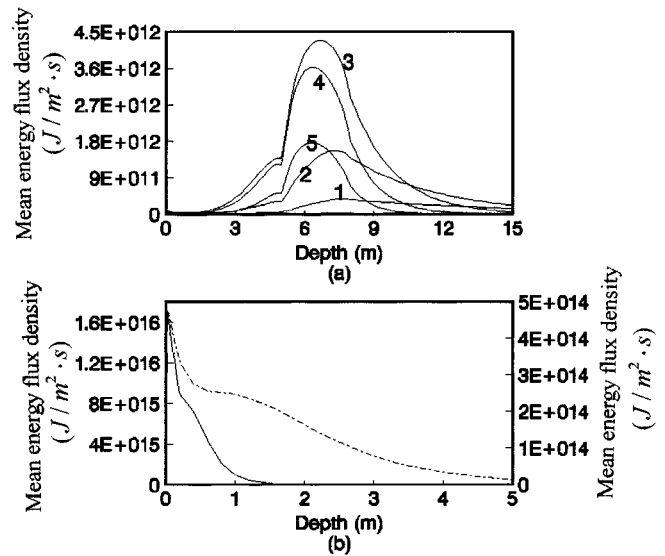 Mean energy flux density
(J/m²·s)
4.5E+012
3.6E+012
2.7E+012
1.8E+012
9E+011
0
3
4
5
2
1
0 3 6 9 12 15
Depth (m)
(a)
Mean energy flux density
(J/m²·s)
1.6E+016
1.2E+016
8E+015
4E+015
0
5E+014
4E+014
3E+014
2E+014
1E+014
0
Mean energy flux density
(J/m²·s)
0 1 2 3 4 5
Depth (m)
(b)